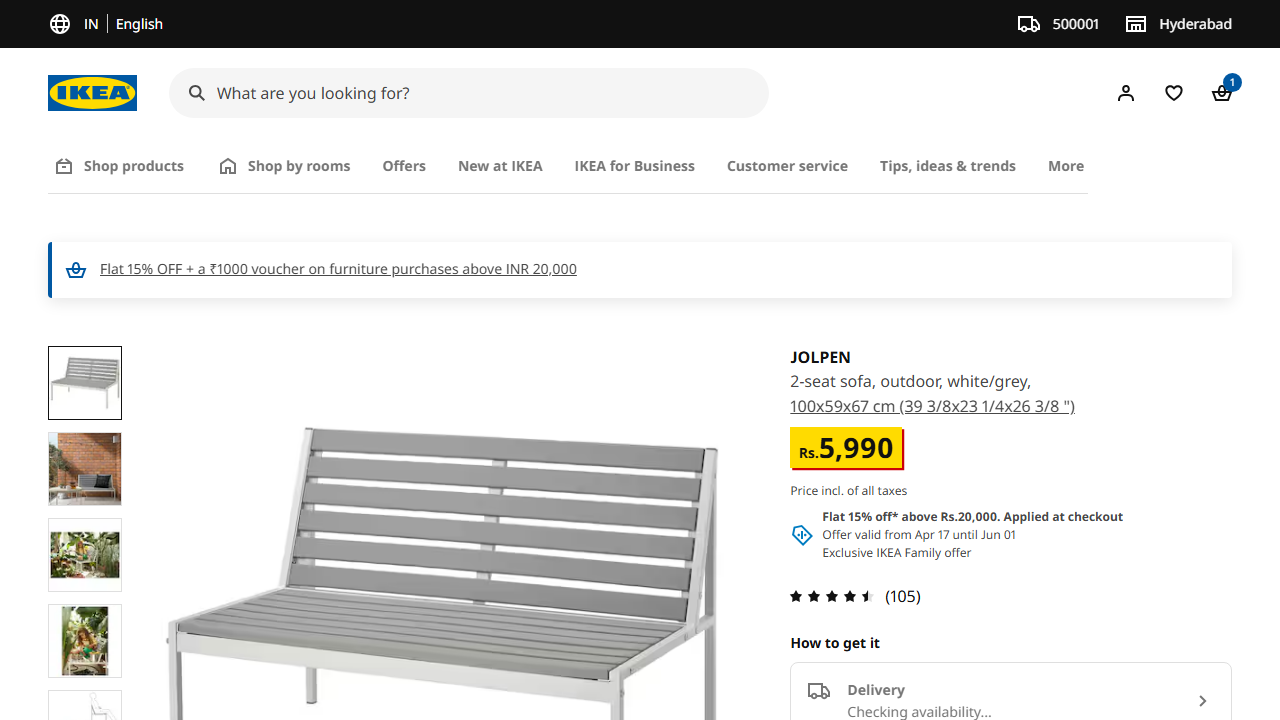 IN
English
500001
Hyderabad
IKEA
What are you looking for?
1
Shop products
Shop by rooms
Offers
New at IKEA
IKEA for Business
Customer service
Tips, ideas & trends
More
Flat 15% OFF + a ₹1000 voucher on furniture purchases above INR 20,000
JOLPEN
2-seat sofa, outdoor, white/grey,
100x59x67 cm (39 3/8x23 1/4x26 3/8 ")
Rs.5,990
Price incl. of all taxes
Flat 15% off* above Rs.20,000. Applied at checkout
Offer valid from Apr 17 until Jun 01
Exclusive IKEA Family offer
(105)
How to get it
Delivery
Checking availability...